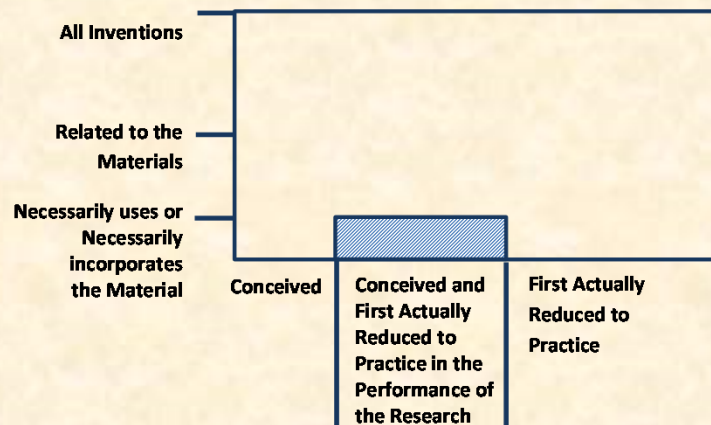 All Inventions
Related to the
Materials
Necessarily uses or
Necessarily
incorporates
the Material
Conceived
Conceived and
First Actually
Reduced to
Practice in the
Performance of
the Research
First Actually
Reduced to
Practice